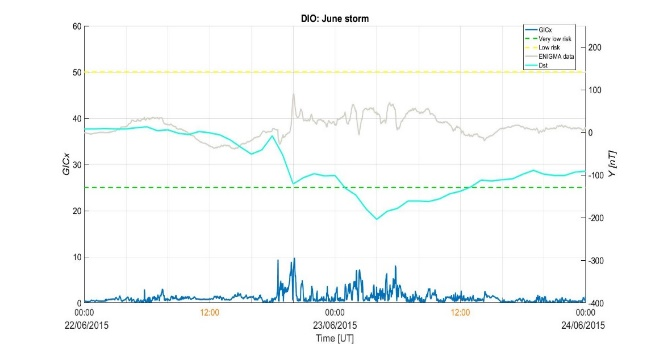 DIO: June storm
GICx
Very low risk
Low risk
ENIGMA data
Dst
60
50
40
30
20
10
0
GICx
200
100
0
-100
-200
-300
-400
Y [nT]
00:00
12:00
00:00
12:00
00:00
22/06/2015
23/06/2015
24/06/2015
Time [UT]